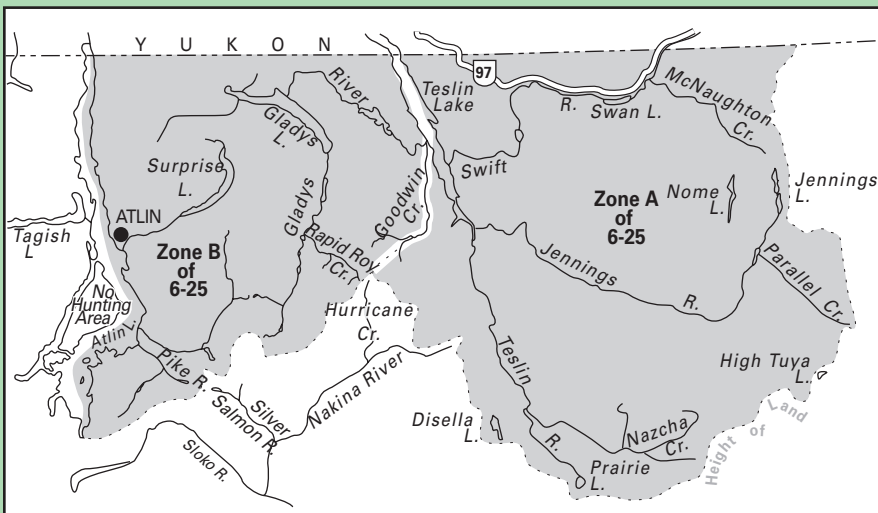 YUKON
97
Teslin
Lake
River
Gladys
L.
R.
Swan L.
McNaughton
Cr.
Surprise
L.
Swift
Nome
L.
Jennings
L.
ATLIN
Tagish
L
Zone B
of
6-25
Gladys
Goodwin
Cr.
Rapid Roy
Cr.
Zone A
of
6-25
Jennings
R.
Parallel Cr.
No
Hunting
Area
Atlin L.
Hurricane
Cr.
Pike R.
Silver
Salmon R.
Nakina River
Sloko R.
Teslin
R.
High Tuya
L.
Disella
L.
Nazcha
Cr.
Prairie
L.
Height of Land